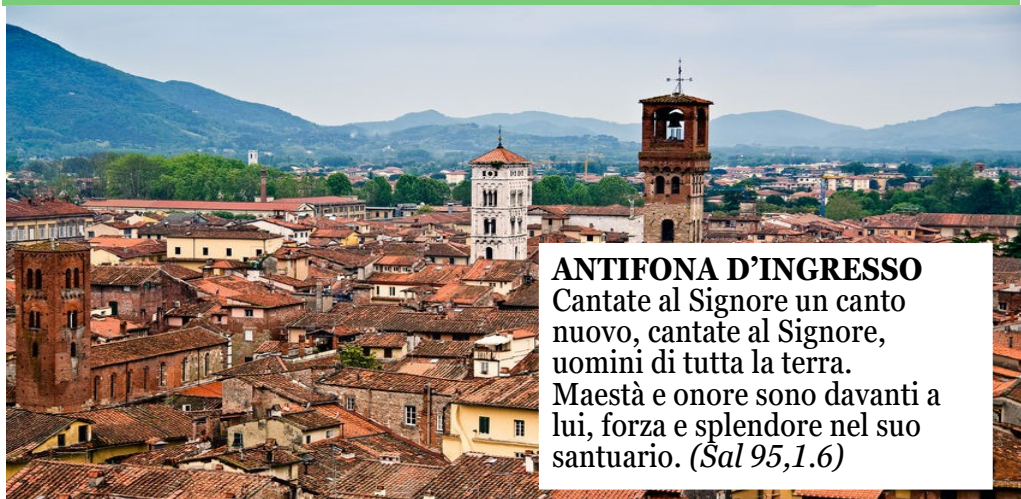 ANTIFONA D’INGRESSO
Cantate al Signore un canto
nuovo, cantate al Signore,
uomini di tutta la terra.
Maestà e onore sono davanti a
lui, forza e splendore nel suo
santuario. (Sal 95,1.6)